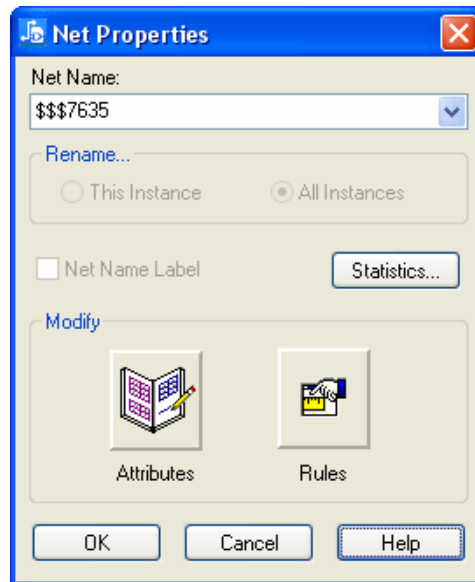 Net Properties
Net Name:
$$$7635
Rename...
This Instance All Instances
Net Name Label Statistics...
Modify
Attributes Rules
OK Cancel Help